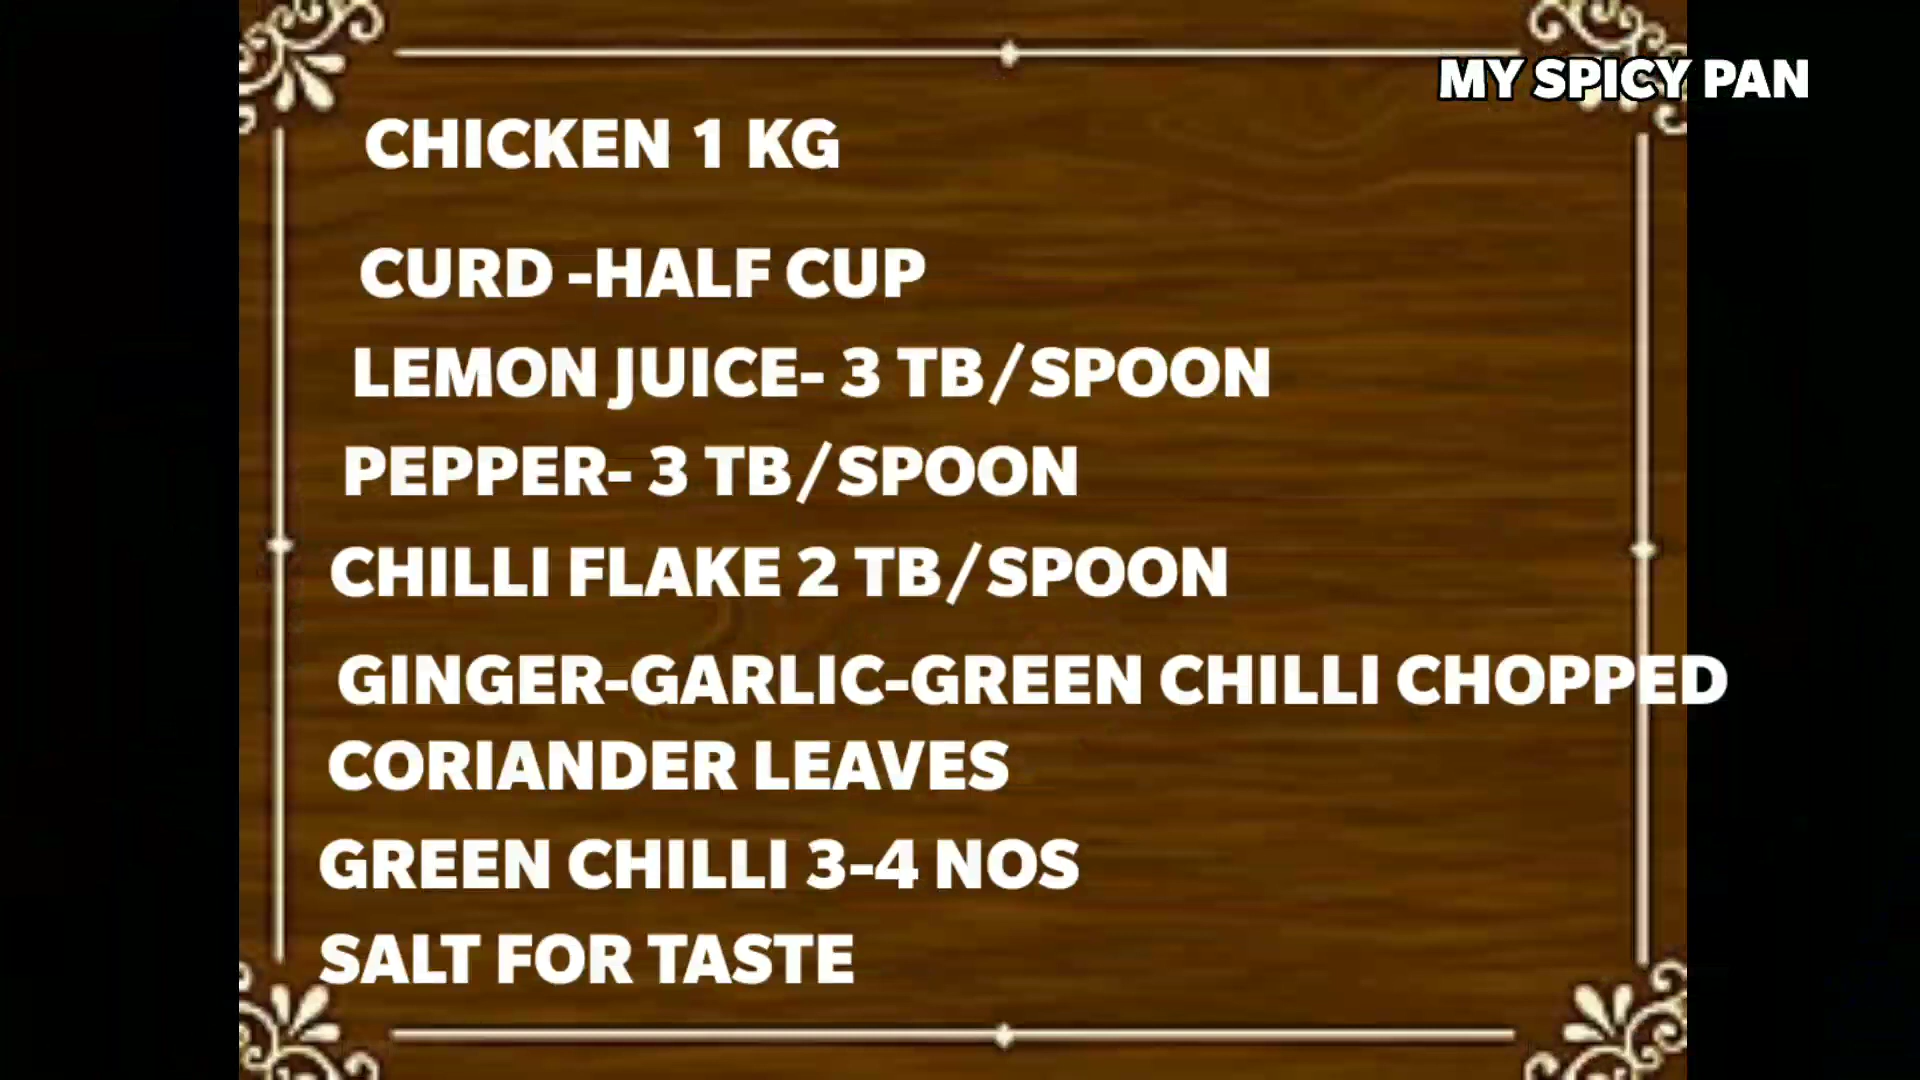 MY SPICY PAN
CHICKEN 1 KG
CURD -HALF CUP
LEMON JUICE- 3 TB/SPOON
PEPPER- 3 TB/SPOON
CHILLI FLAKE 2 TB/SPOON
GINGER-GARLIC-GREEN CHILLI CHOPPED
CORIANDER LEAVES
GREEN CHILLI 3-4 NOS
SALT FOR TASTE